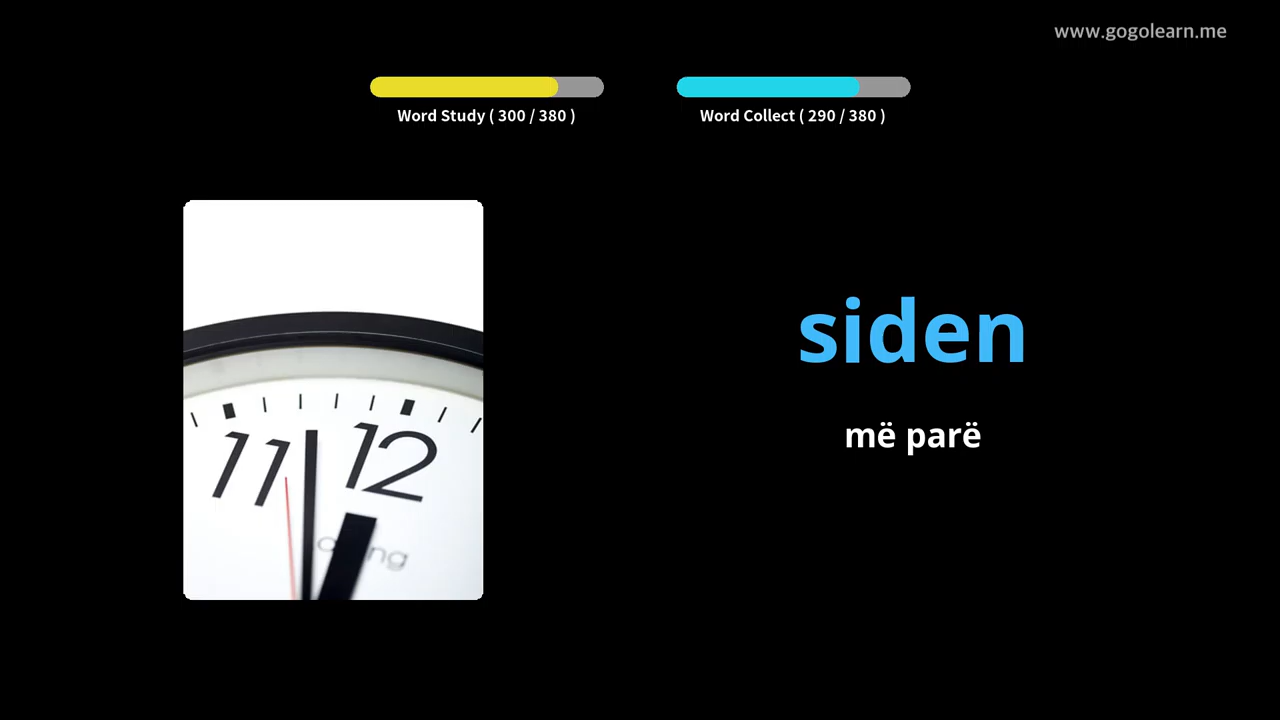 www.gogolearn.me
Word Study ( 300 / 380 )
Word Collect ( 290 / 380 )
siden
më parë
11
12